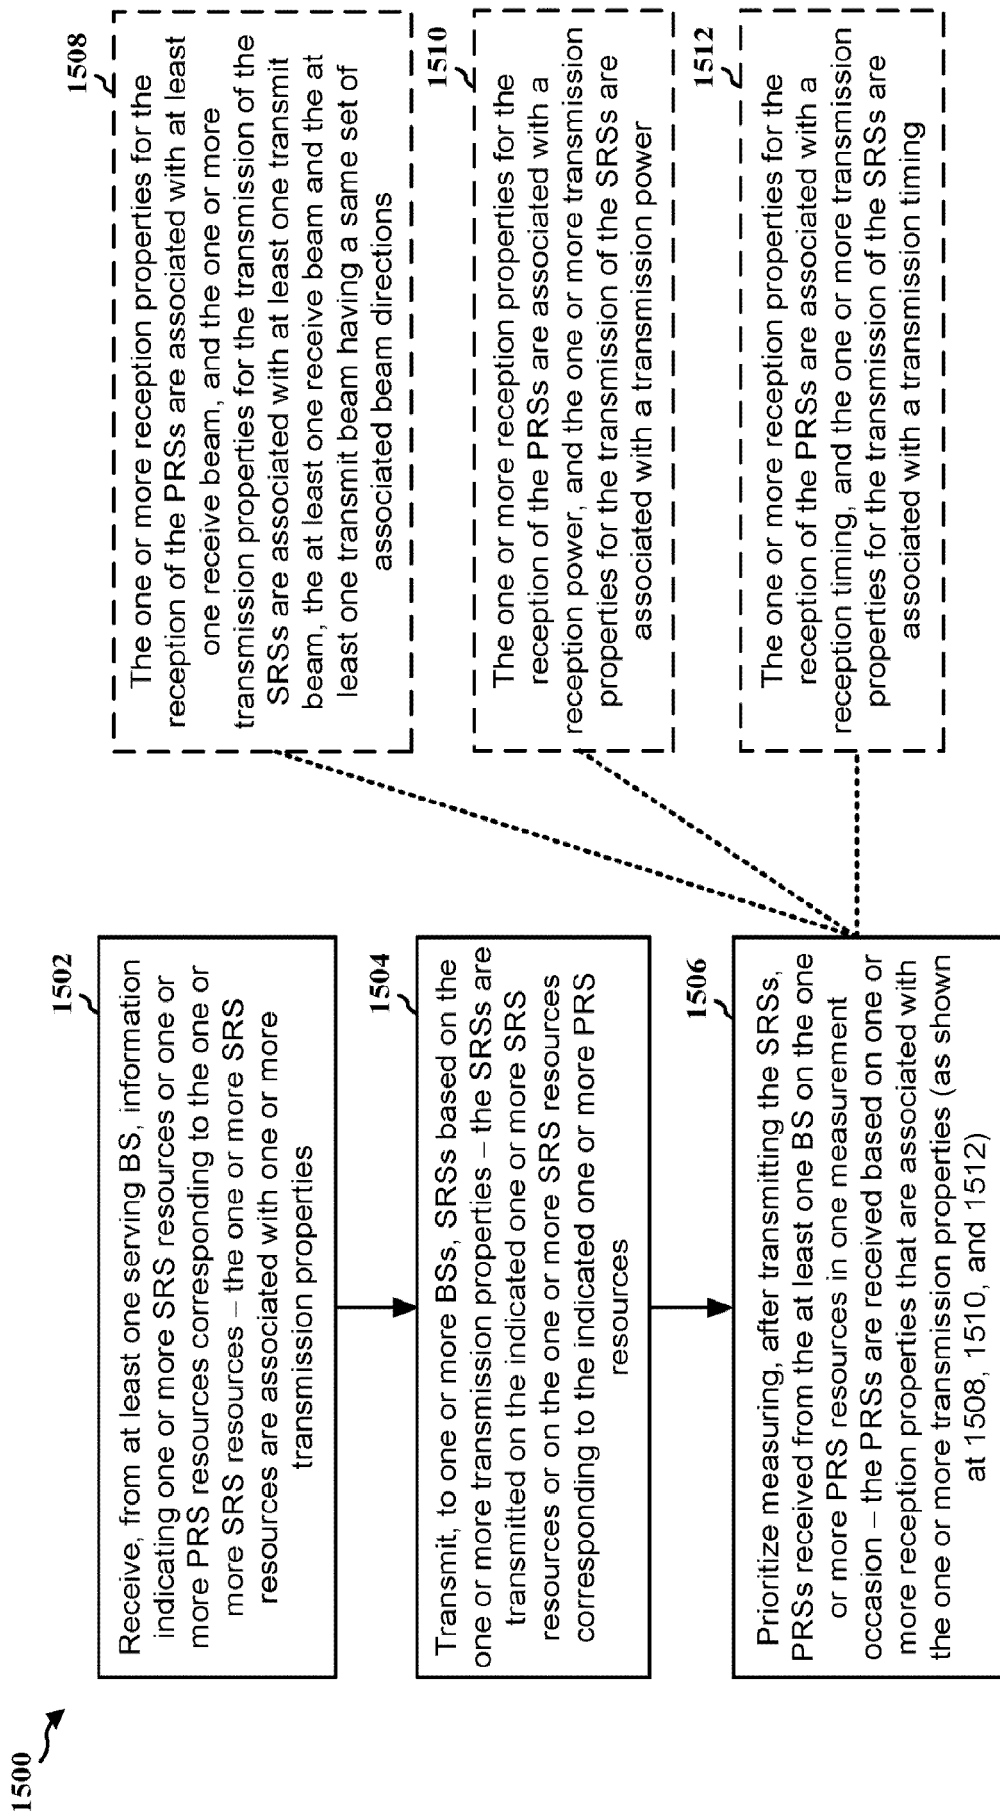 1500
1502
Receive, from at least one serving BS, information
indicating one or more SRS resources or one or
more PRS resources corresponding to the one or
more SRS resources – the one or more SRS
resources are associated with one or more
transmission properties
1504
Transmit, to one or more BSs, SRSs based on the
one or more transmission properties – the SRSs are
transmitted on the indicated one or more SRS
resources or on the one or more SRS resources
corresponding to the indicated one or more PRS
resources
1506
Prioritize measuring, after transmitting the SRSs,
PRSs received from the at least one BS on the one
or more PRS resources in one measurement
occasion – the PRSs are received based on one or
more reception properties that are associated with
the one or more transmission properties (as shown
at 1508, 1510, and 1512)
1508
The one or more reception properties for the
reception of the PRSs are associated with at least
one receive beam, and the one or more
transmission properties for the transmission of the
SRSs are associated with at least one transmit
beam, the at least one receive beam and the at
least one transmit beam having a same set of
associated beam directions
1510
The one or more reception properties for the
reception of the PRSs are associated with a
reception power, and the one or more transmission
properties for the transmission of the SRSs are
associated with a transmission power
1512
The one or more reception properties for the
reception of the PRSs are associated with a
reception timing, and the one or more transmission
properties for the transmission of the SRSs are
associated with a transmission timing